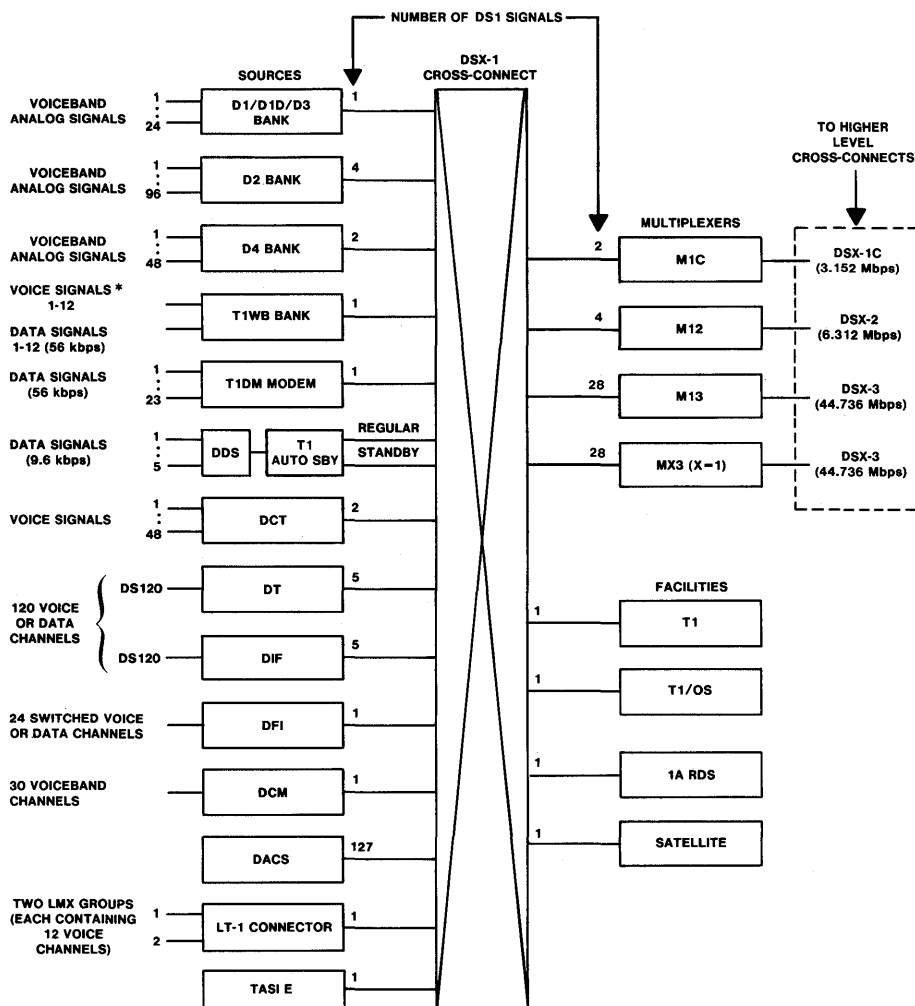 NUMBER OF DS1 SIGNALS
SOURCES
DSX-1
CROSS-CONNECT
VOICEBAND
ANALOG SIGNALS
1
24
D1/D1D/D3
BANK
1
VOICEBAND
ANALOG SIGNALS
1
96
D2 BANK
4
VOICEBAND
ANALOG SIGNALS
1
48
D4 BANK
2
VOICE SIGNALS *
1-12
DATA SIGNALS
1-12 (56 kbps)
T1WB BANK
1
DATA SIGNALS
(56 kbps)
1
23
T1DM MODEM
1
DATA SIGNALS
(9.6 kbps)
1
5
DDS
T1
AUTO SBY
REGULAR
STANDBY
VOICE SIGNALS
1
48
DCT
2
120 VOICE
OR DATA
CHANNELS
DS120
DT
5
DS120
DIF
5
24 SWITCHED VOICE
OR DATA CHANNELS
DFI
1
30 VOICEBAND
CHANNELS
DCM
1
DACS
127
TWO LMX GROUPS
(EACH CONTAINING
12 VOICE
CHANNELS)
1
2
LT-1 CONNECTOR
1
TASI E
1
TO HIGHER
LEVEL
CROSS-CONNECTS
MULTIPLEXERS
2
M1C
DSX-1C
(3.152 Mbps)
4
M12
DSX-2
(6.312 Mbps)
28
M13
DSX-3
(44.736 Mbps)
28
MX3 (X=1)
DSX-3
(44.736 Mbps)
FACILITIES
1
T1
1
T1/OS
1
1A RDS
1
SATELLITE